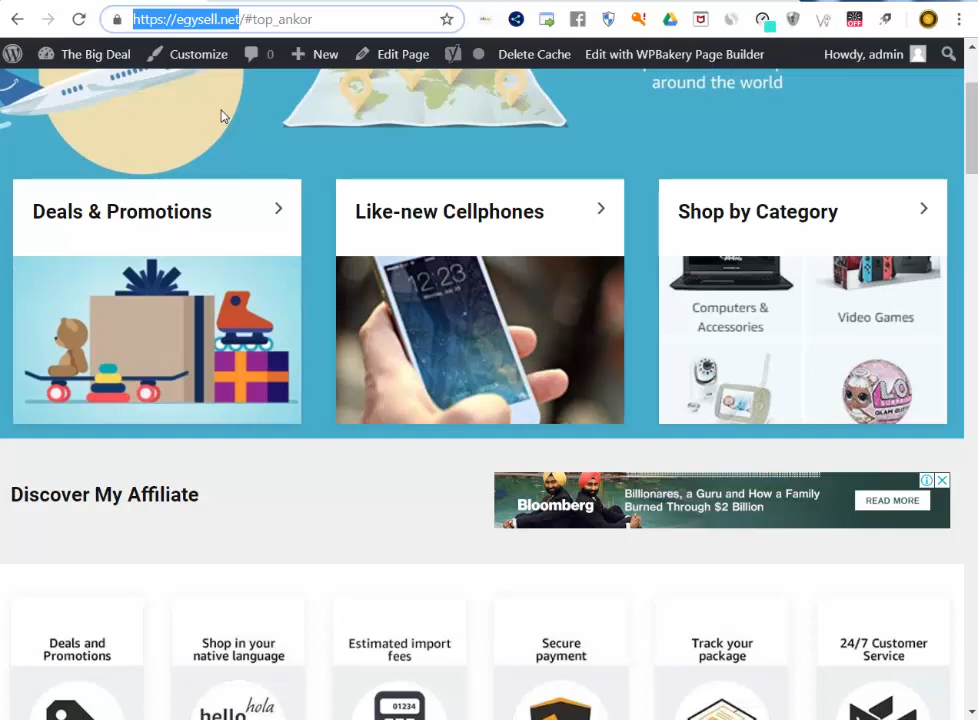 https://egysell.net/#top_ankor
The Big Deal Customize 0 New Edit Page Delete Cache Edit with WPBakery Page Builder Howdy, admin
around the world
Deals & Promotions
Like-new Cellphones
Shop by Category
12:23
Computers &
Accessories
Video Games
Discover My Affiliate
Bloomberg
Billionares, a Guru and How a Family
Burned Through $2 Billion
READ MORE
Deals and
Promotions
Shop in your
native language
Estimated import
fees
Secure
payment
Track your
package
24/7 Customer
Service
hello
hola
01234